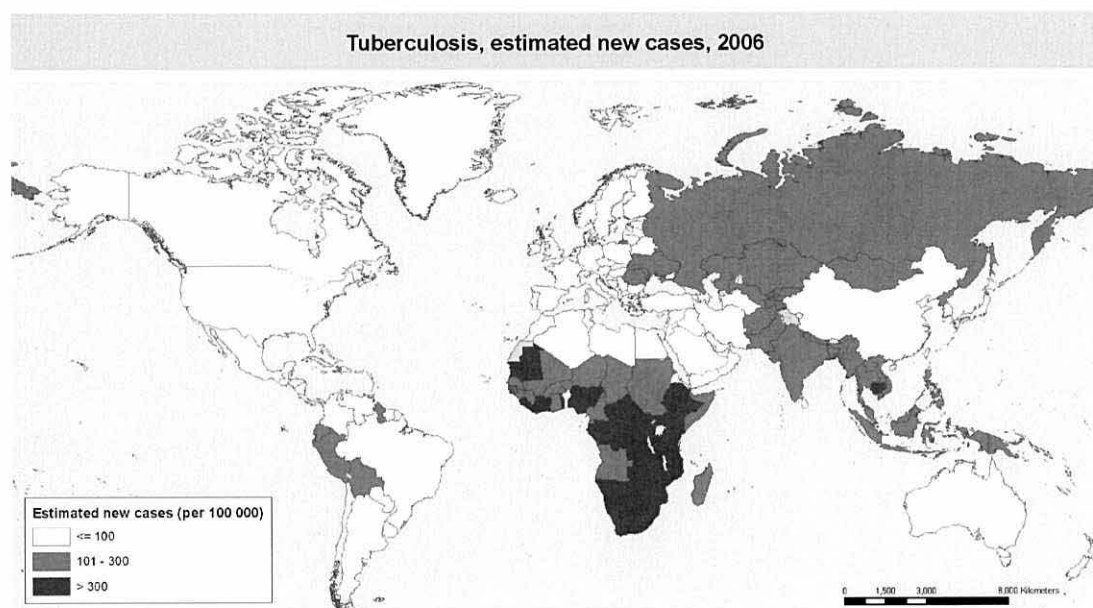 Tuberculosis, estimated new cases, 2006
Estimated new cases (per 100 000)
<= 100
101 - 300
> 300
0 1,500 3,000 6,000 Kilometers